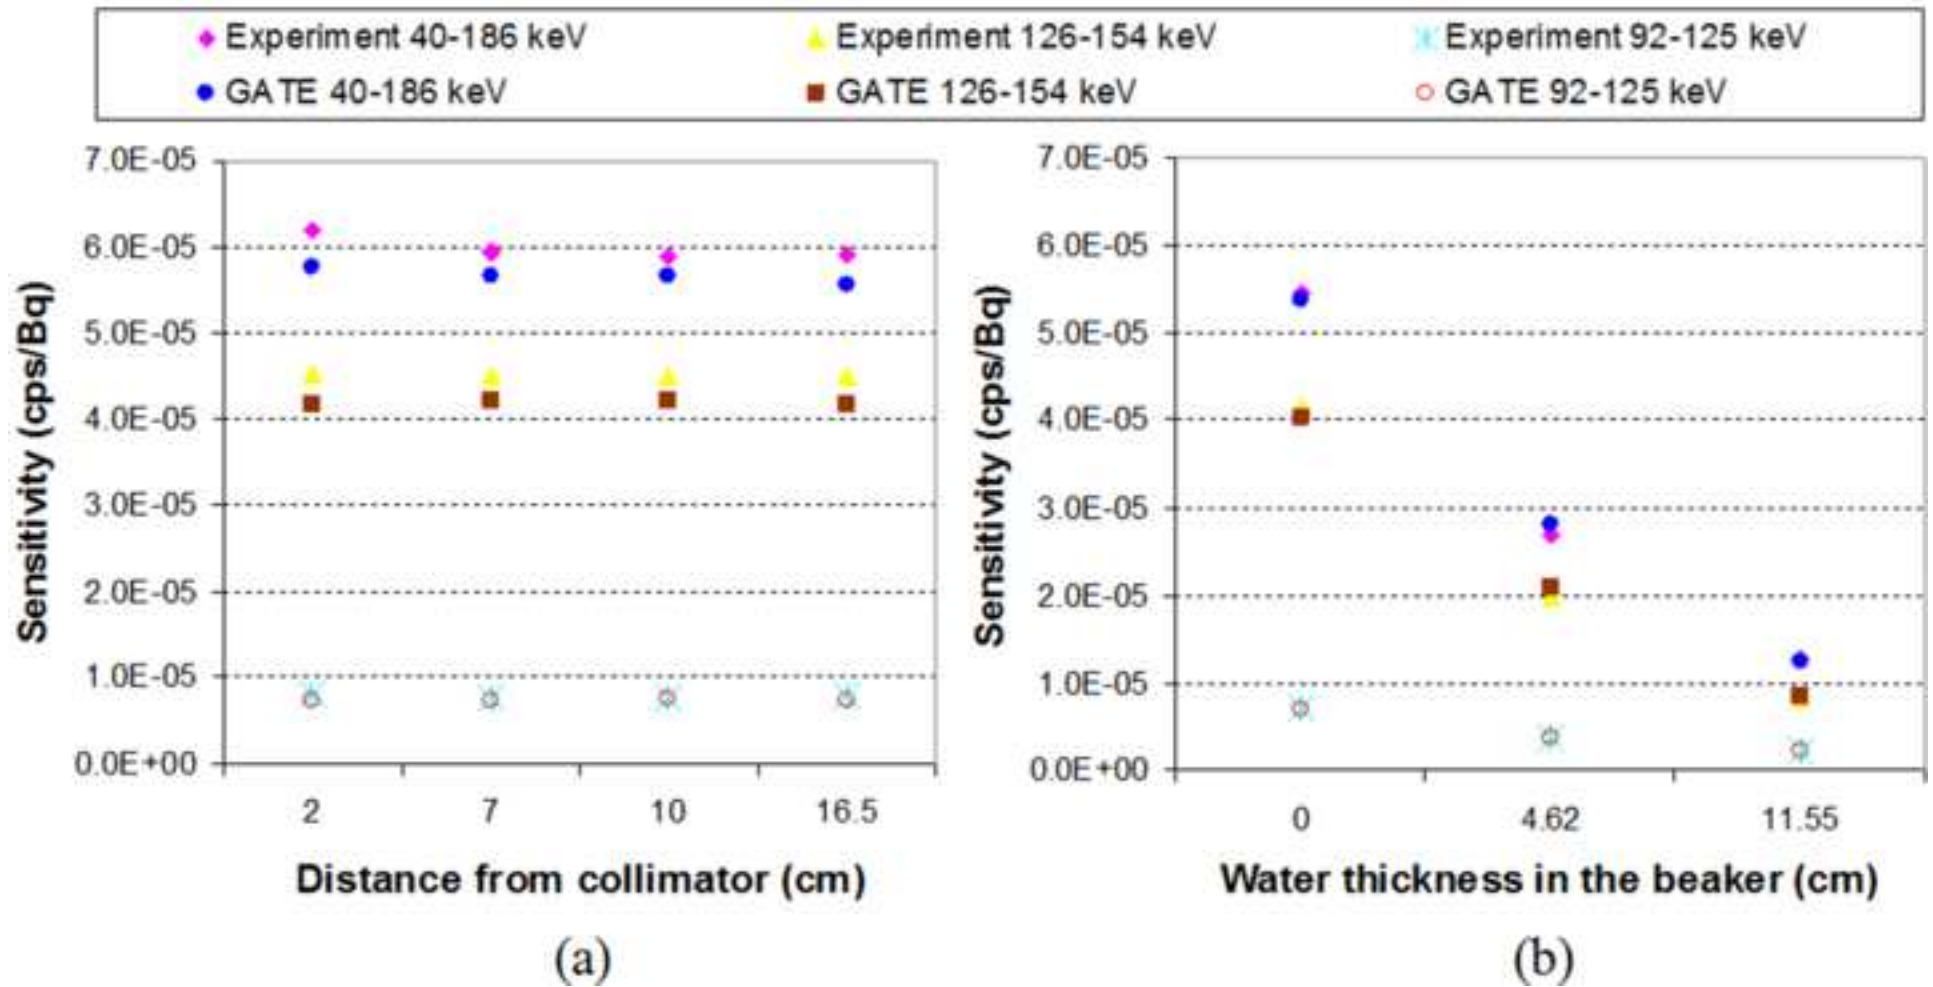 Experiment 40-186 keV Experiment 126-154 keV Experiment 92-125 keV
GATE 40-186 keV GATE 126-154 keV GATE 92-125 keV
Sensitivity (cps/Bq)
7.0E-05
6.0E-05
5.0E-05
4.0E-05
3.0E-05
2.0E-05
1.0E-05
0.0E+00
2 7 10 16.5
Distance from collimator (cm)
(a)
Sensitivity (cps/Bq)
7.0E-05
6.0E-05
5.0E-05
4.0E-05
3.0E-05
2.0E-05
1.0E-05
0.0E+00
0 4.62 11.55
Water thickness in the beaker (cm)
(b)